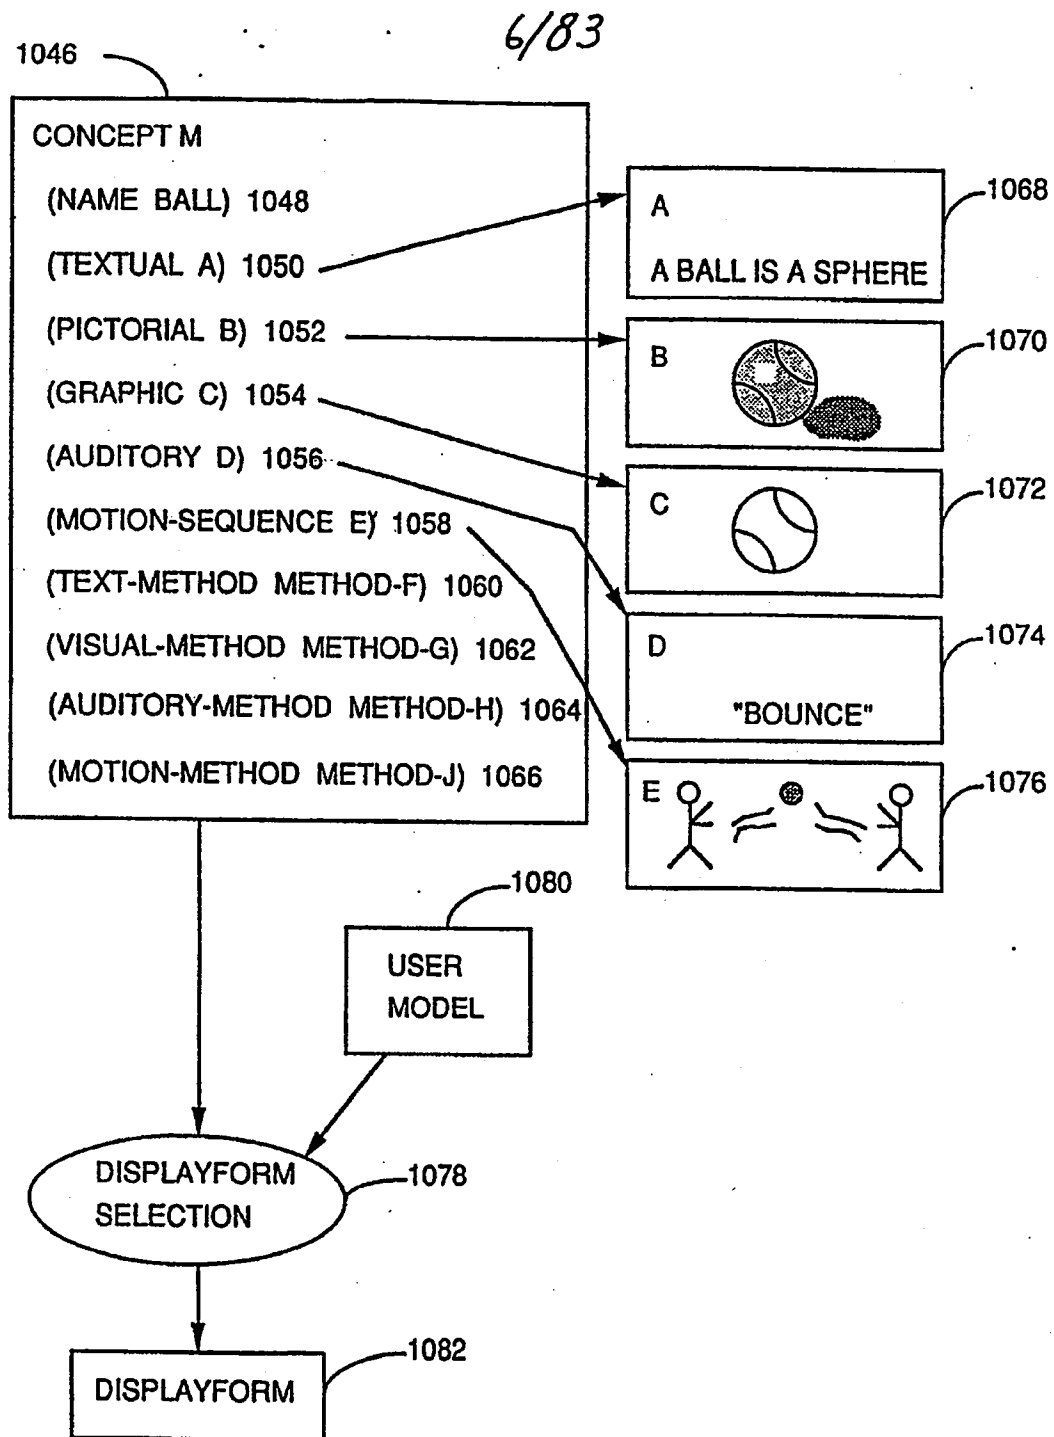 6/83
1046
CONCEPT M
(NAME BALL) 1048
(TEXTUAL A) 1050
(PICTORIAL B) 1052
(GRAPHIC C) 1054
(AUDITORY D) 1056
(MOTION-SEQUENCE E) 1058
(TEXT-METHOD METHOD-F) 1060
(VISUAL-METHOD METHOD-G) 1062
(AUDITORY-METHOD METHOD-H) 1064
(MOTION-METHOD METHOD-J) 1066
A
A BALL IS A SPHERE
1068
B
1070
C
1072
D
"BOUNCE"
1074
E
1076
1080
USER
MODEL
DISPLAYFORM
SELECTION
1078
1082
DISPLAYFORM